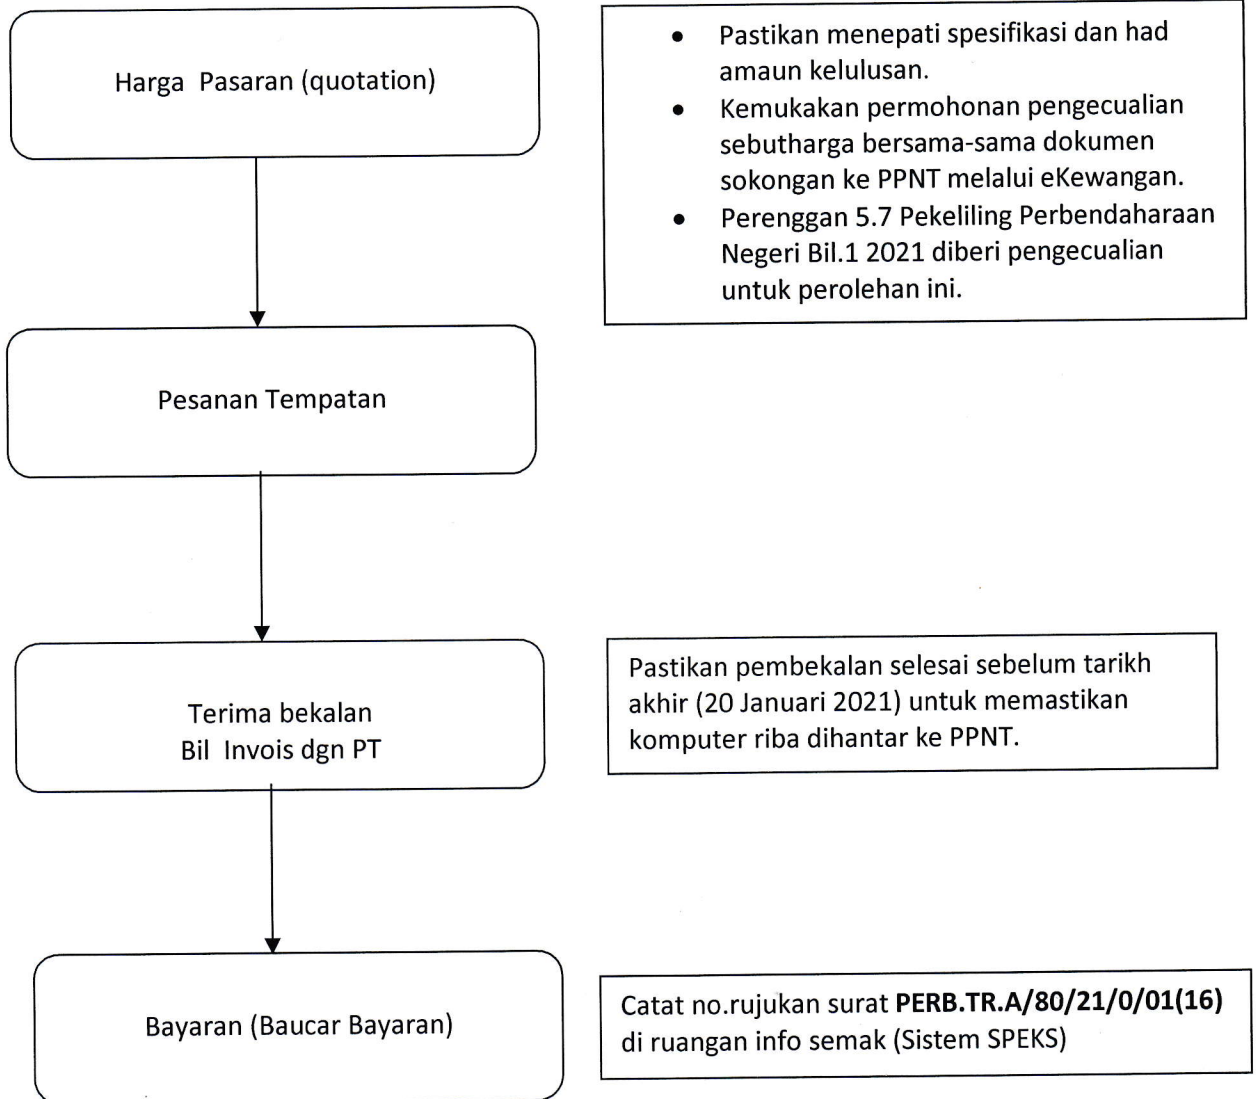 Harga  Pasaran (quotation)
• Pastikan menepati spesifikasi dan had
amaun kelulusan.
• Kemukakan permohonan pengecualian
sebutharga bersama-sama dokumen
sokongan ke PPNT melalui eKewangan.
• Perenggan 5.7 Pekeliling Perbendaharaan
Negeri Bil.1 2021 diberi pengecualian
untuk perolehan ini.
Pesanan Tempatan
Terima bekalan
Bil  Invois dgn PT
Pastikan pembekalan selesai sebelum tarikh
akhir (20 Januari 2021) untuk memastikan
komputer riba dihantar ke PPNT.
Bayaran (Baucar Bayaran)
Catat no.rujukan surat PERB.TR.A/80/21/0/01(16)
di ruangan info semak (Sistem SPEKS)